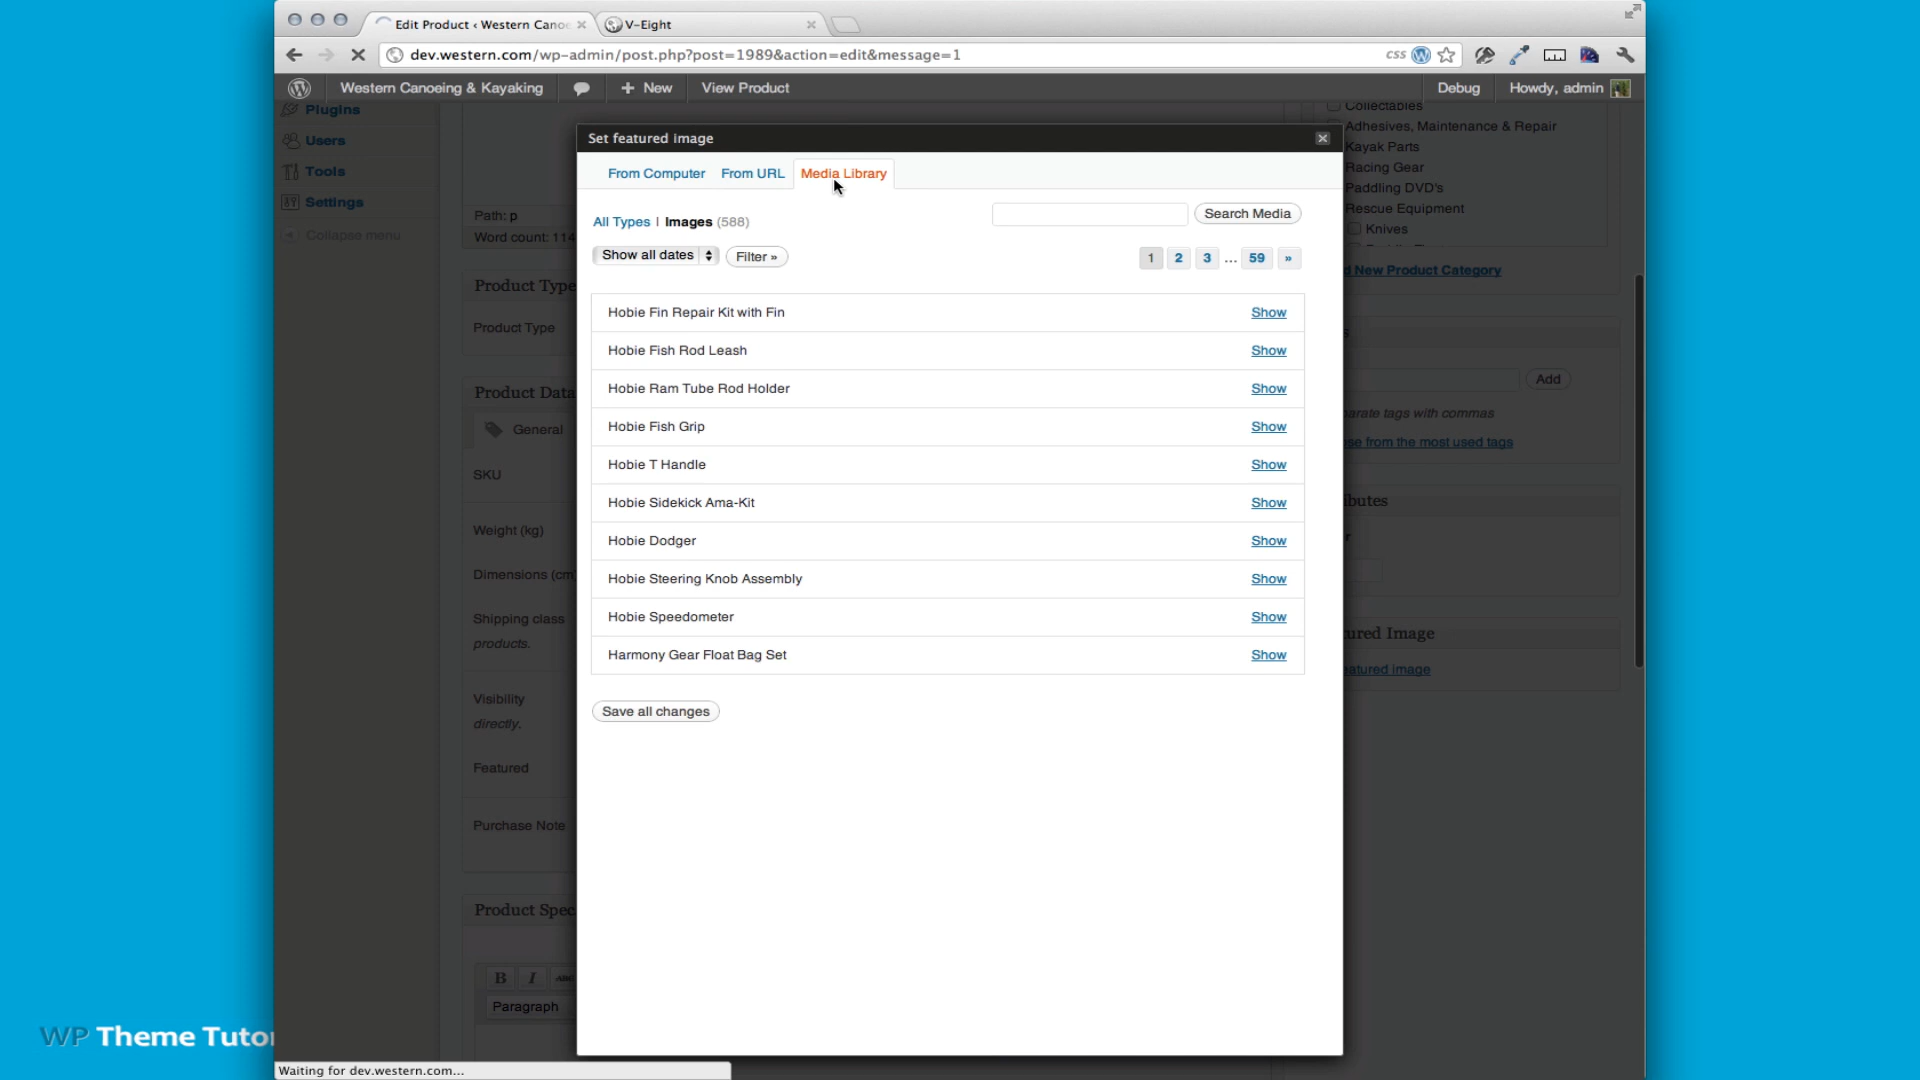 Edit Product ‹ Western Canoe
V-Eight
dev.western.com/wp-admin/post.php?post=1989&action=edit&message=1
css
Western Canoeing & Kayaking
+ New
View Product
Debug
Howdy, admin
Plugins
Users
Tools
Settings
Collapse menu
Path: p
Word count: 114
Product Type
Product Type
Product Data
General
SKU
Weight (kg)
Dimensions (cm
Shipping class
products.
Visibility
directly.
Featured
Purchase Note
Product Spec
B I ABC
Paragraph
Set featured image
From Computer
From URL
Media Library
All Types | Images (588)
Search Media
Show all dates
Filter »
1 2 3 ... 59 »
Hobie Fin Repair Kit with Fin Show
Hobie Fish Rod Leash Show
Hobie Ram Tube Rod Holder Show
Hobie Fish Grip Show
Hobie T Handle Show
Hobie Sidekick Ama-Kit Show
Hobie Dodger Show
Hobie Steering Knob Assembly Show
Hobie Speedometer Show
Harmony Gear Float Bag Set Show
Save all changes
Collectables
Adhesives, Maintenance & Repair
Kayak Parts
Racing Gear
Paddling DVD's
Rescue Equipment
Knives
d New Product Category
s
Add
arate tags with commas
se from the most used tags
ibutes
r
ured Image
eatured image
WP Theme Tutor
Waiting for dev.western.com...